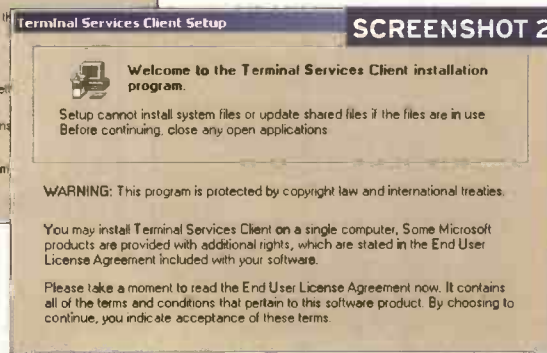 Terminal Services Client Setup
SCREENSHOT 2
Welcome to the Terminal Services Client installation
program.
Setup cannot install system files or update shared files if the files are in use
Before continuing, close any open applications
WARNING: This program is protected by copyright law and international treaties.
You may install Terminal Services Client on a single computer, Some Microsoft
products are provided with additional rights, which are stated in the End User
License Agreement included with your software.
Please take a moment to read the End User License Agreement now. It contains
all of the terms and conditions that pertain to this software product. By choosing to
continue, you indicate acceptance of these terms.